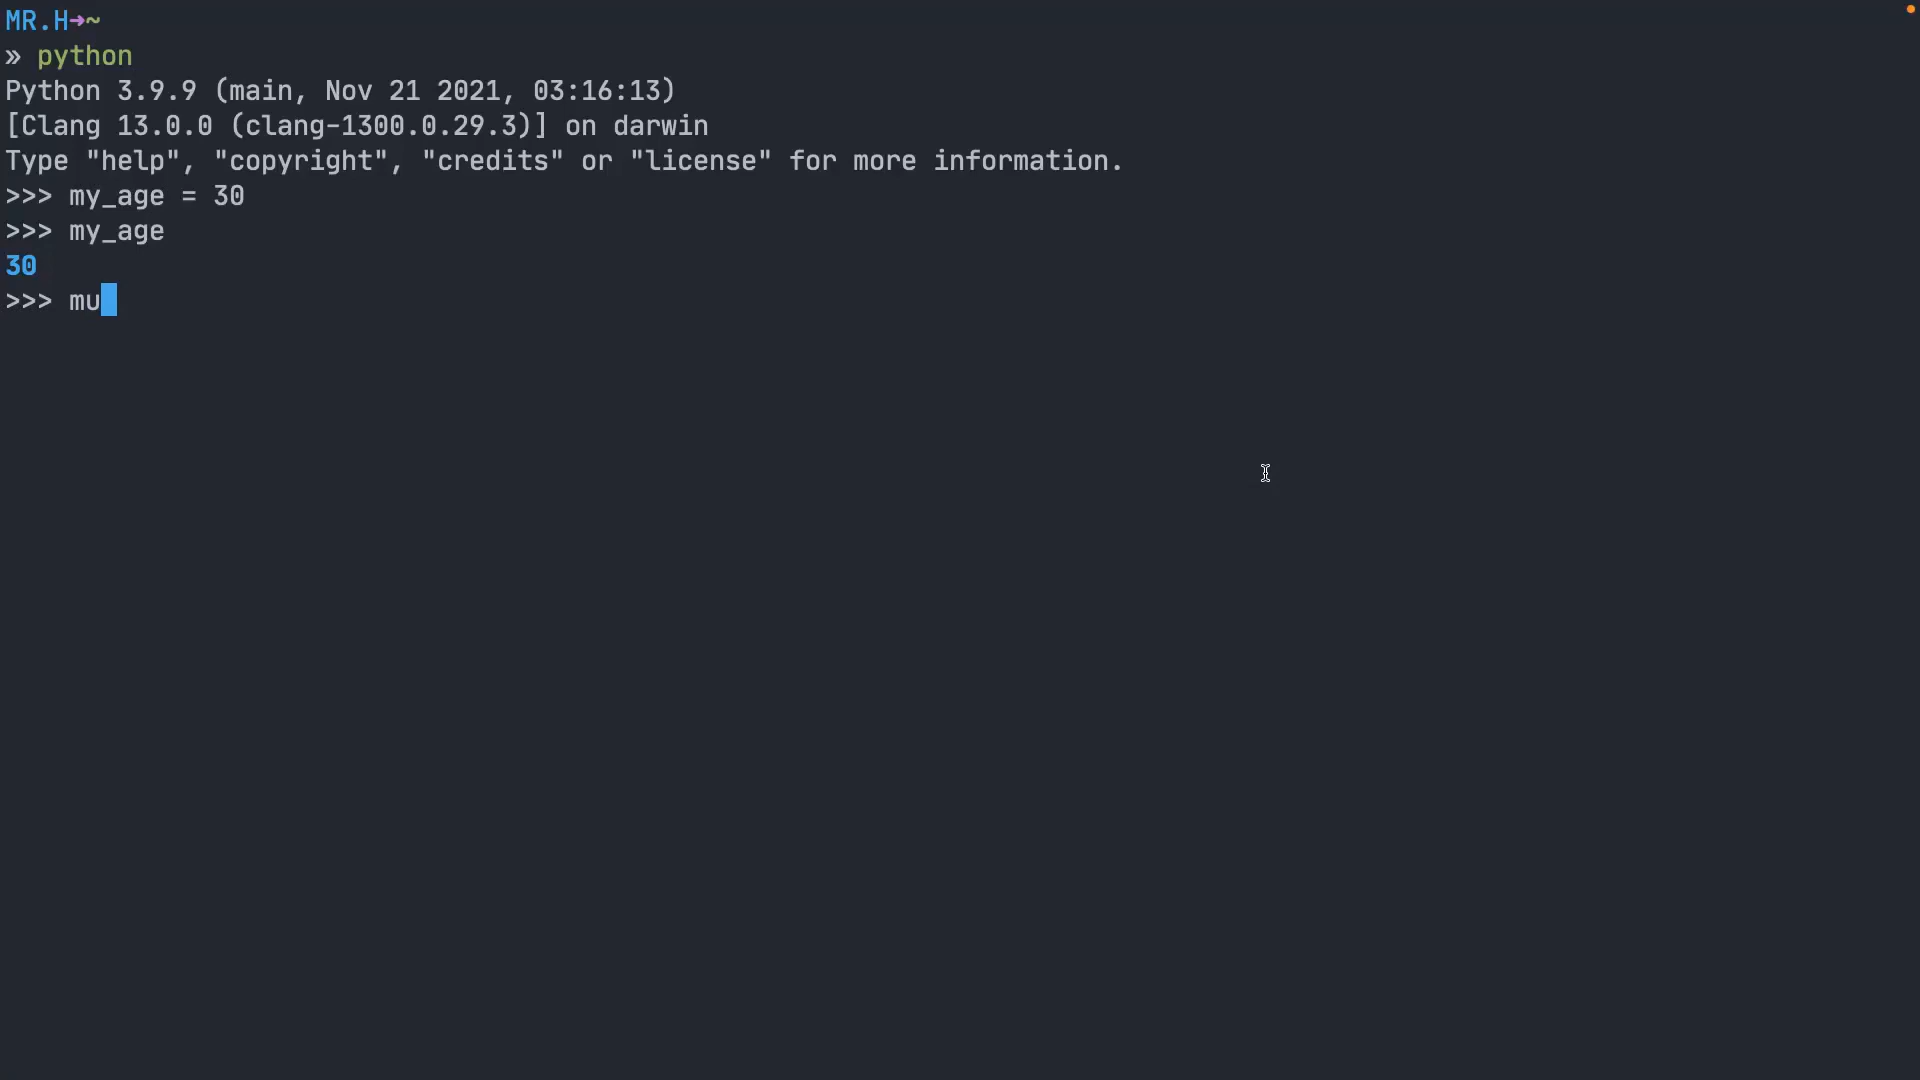 MR.H→~
» python
Python 3.9.9 (main, Nov 21 2021, 03:16:13)
[Clang 13.0.0 (clang-1300.0.29.3)] on darwin
Type "help", "copyright", "credits" or "license" for more information.
>>> my_age = 30
>>> my_age
30
>>> mu